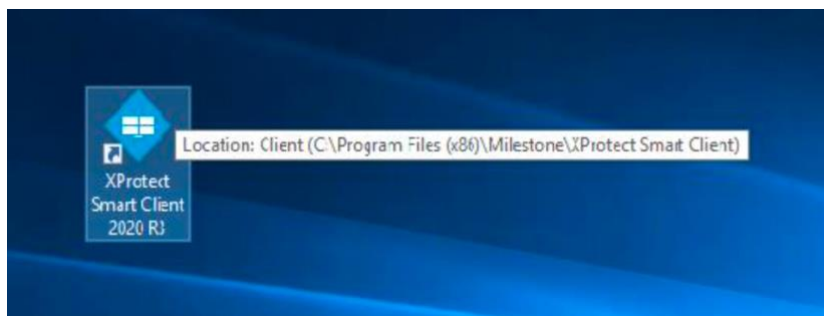 Location: Client (C:\Program Files (x86)\Milestone\XProtect Smart Client)
XProtect
Smart Client
2020 R3